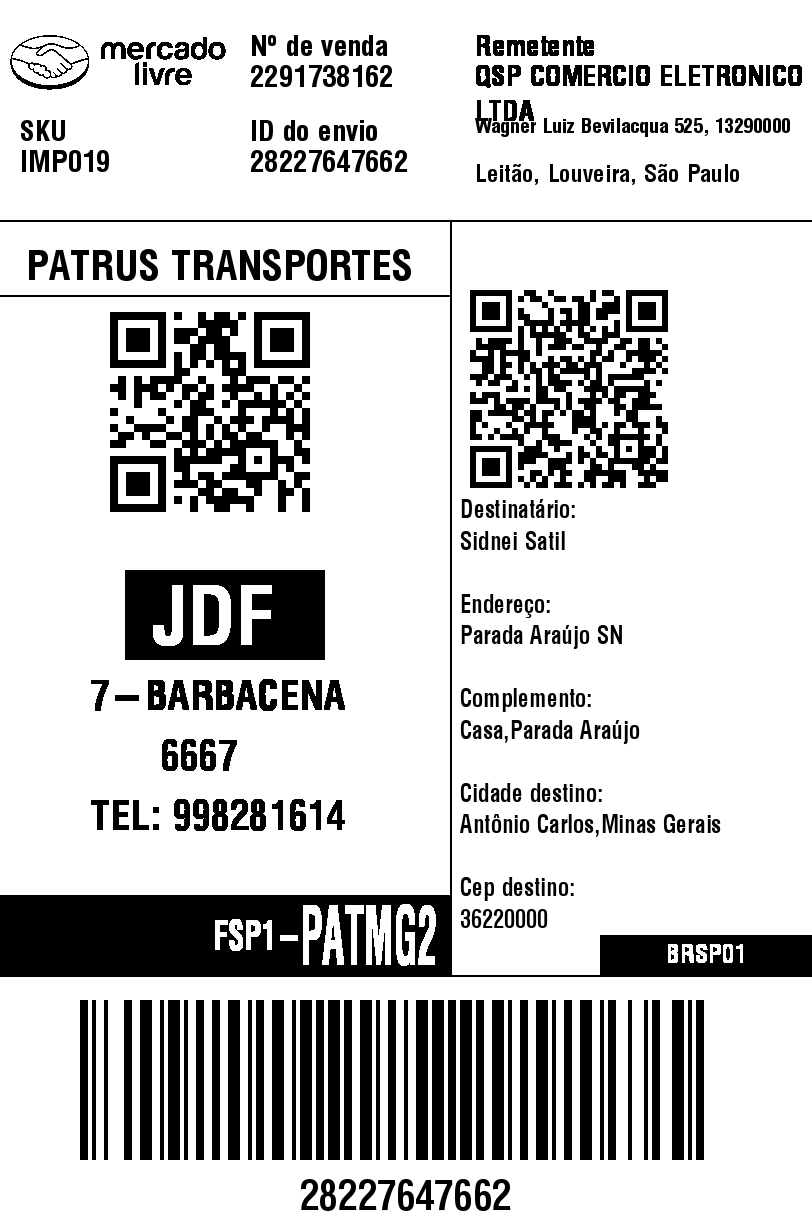 mercado
livre
Nº de venda
2291738162
SKU
IMP019
ID do envio
28227647662
Remetente
QSP COMERCIO ELETRONICO
LTDA
Wagner Luiz Bevilacqua 525, 13290000
Leitão, Louveira, São Paulo
PATRUS TRANSPORTES
JDF
7-BARBACENA
6667
TEL: 998281614
FSP1-PATMG2
Destinatário:
Sidnei Satil
Endereço:
Parada Araújo SN
Complemento:
Casa,Parada Araújo
Cidade destino:
Antônio Carlos,Minas Gerais
Cep destino:
36220000
BRSP01
28227647662